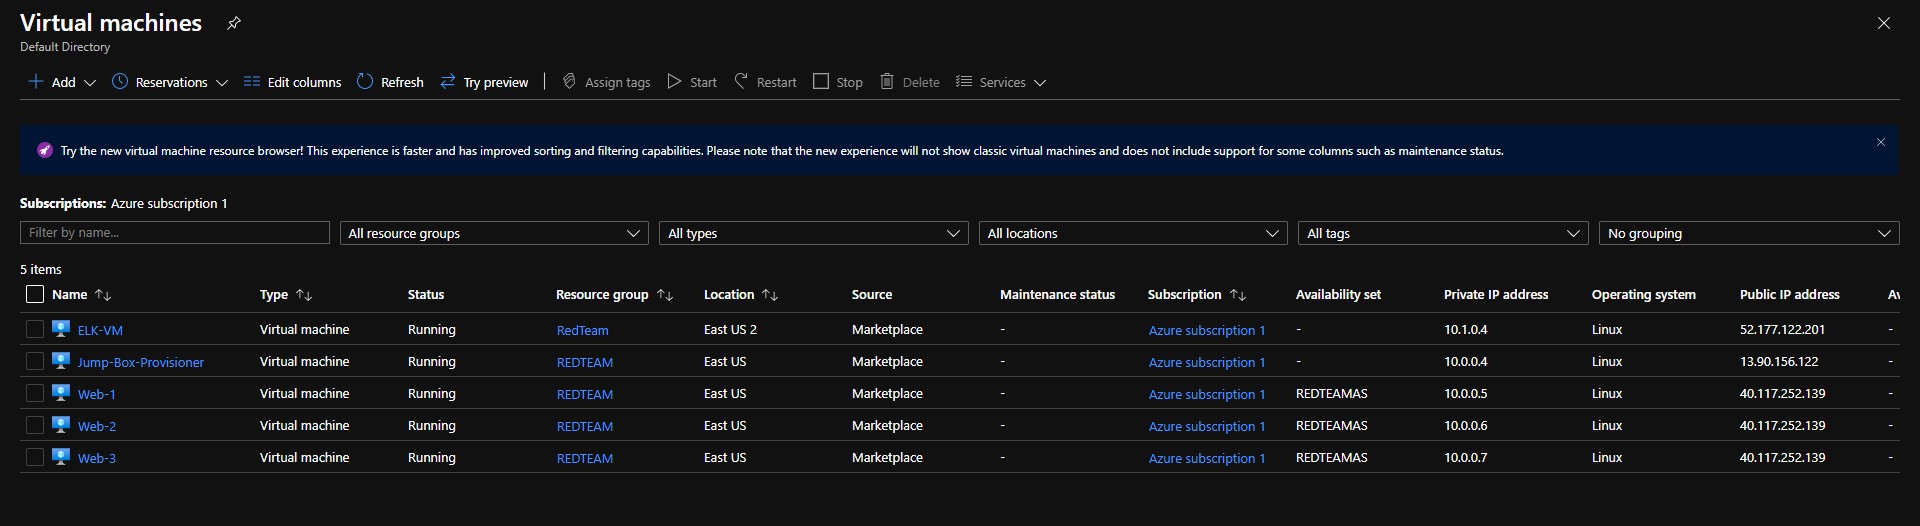 Virtual machines
Default Directory
Add Reservations Edit columns Refresh Try preview Assign tags Start Restart Stop Delete Services
Try the new virtual machine resource browser! This experience is faster and has improved sorting and filtering capabilities. Please note that the new experience will not show classic virtual machines and does not include support for some columns such as maintenance status.
Subscriptions: Azure subscription 1
Filter by name... All resource groups All types All locations All tags No grouping
5 items
Name Type Status Resource group Location Source Maintenance status Subscription Availability set Private IP address Operating system Public IP address
ELK-VM Virtual machine Running RedTeam East US 2 Marketplace - Azure subscription 1 - 10.1.0.4 Linux 52.177.122.201 -
Jump-Box-Provisioner Virtual machine Running REDTEAM East US Marketplace - Azure subscription 1 - 10.0.0.4 Linux 13.90.156.122 -
Web-1 Virtual machine Running REDTEAM East US Marketplace - Azure subscription 1 REDTEAMAS 10.0.0.5 Linux 40.117.252.139 -
Web-2 Virtual machine Running REDTEAM East US Marketplace - Azure subscription 1 REDTEAMAS 10.0.0.6 Linux 40.117.252.139 -
Web-3 Virtual machine Running REDTEAM East US Marketplace - Azure subscription 1 REDTEAMAS 10.0.0.7 Linux 40.117.252.139 -